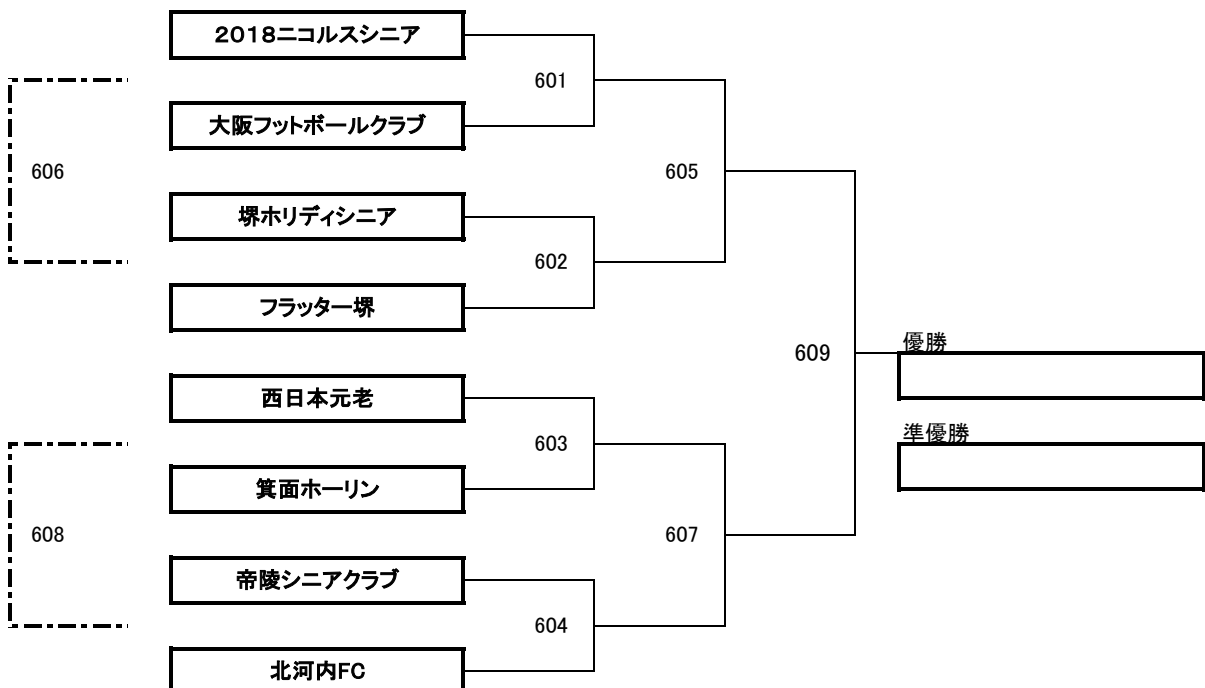 2018ニコルスシニア
601
大阪フットボールクラブ
606
605
堺ホリディシニア
602
フラッター堺
609
優勝
西日本元老
603
準優勝
箕面ホーリン
608
607
帝陵シニアクラブ
604
北河内FC